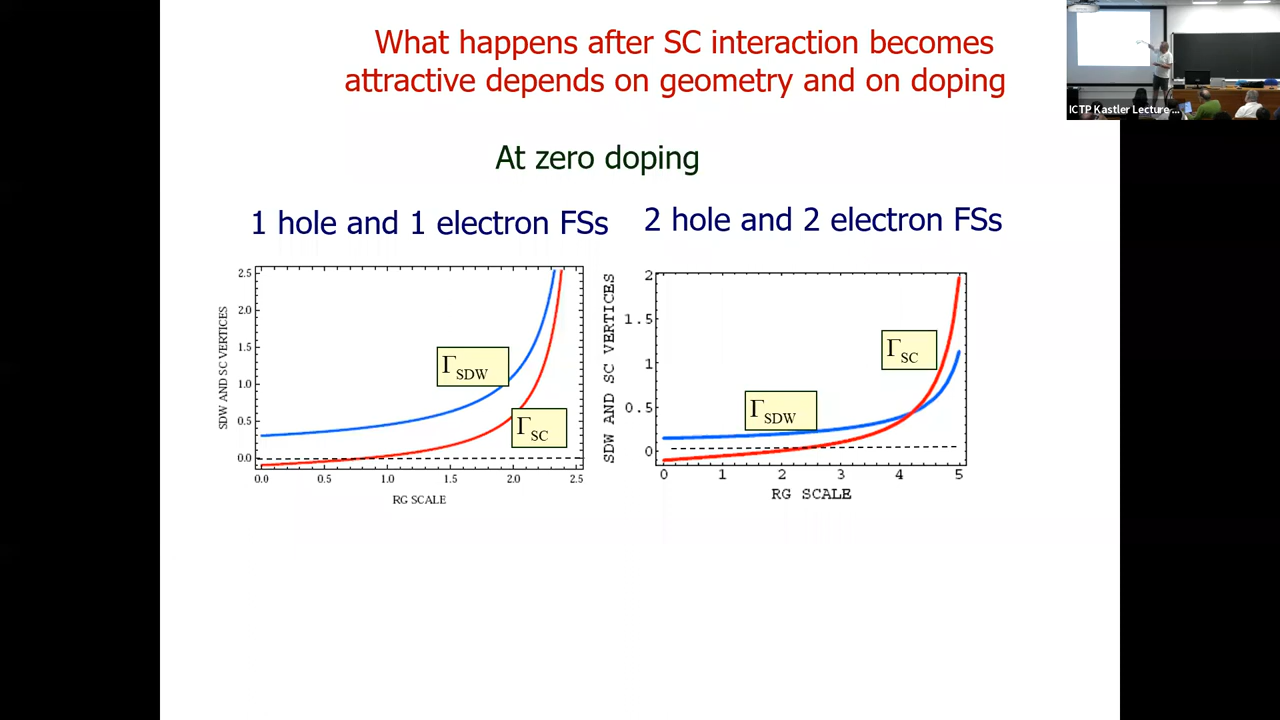 What happens after SC interaction becomes
attractive depends on geometry and on doping
ICTP Kastler Lecture -...
At zero doping
1 hole and 1 electron FSs
2 hole and 2 electron FSs
SDW AND SC VERTICES
2.5
2.0
1.5
1.0
0.5
0.0
Γ_SDW
Γ_SC
0.0 0.5 1.0 1.5 2.0 2.5
RG SCALE
SDW AND SC VERTICES
2
1.5
1
0.5
0
Γ_SC
Γ_SDW
0 1 2 3 4 5
RG SCALE